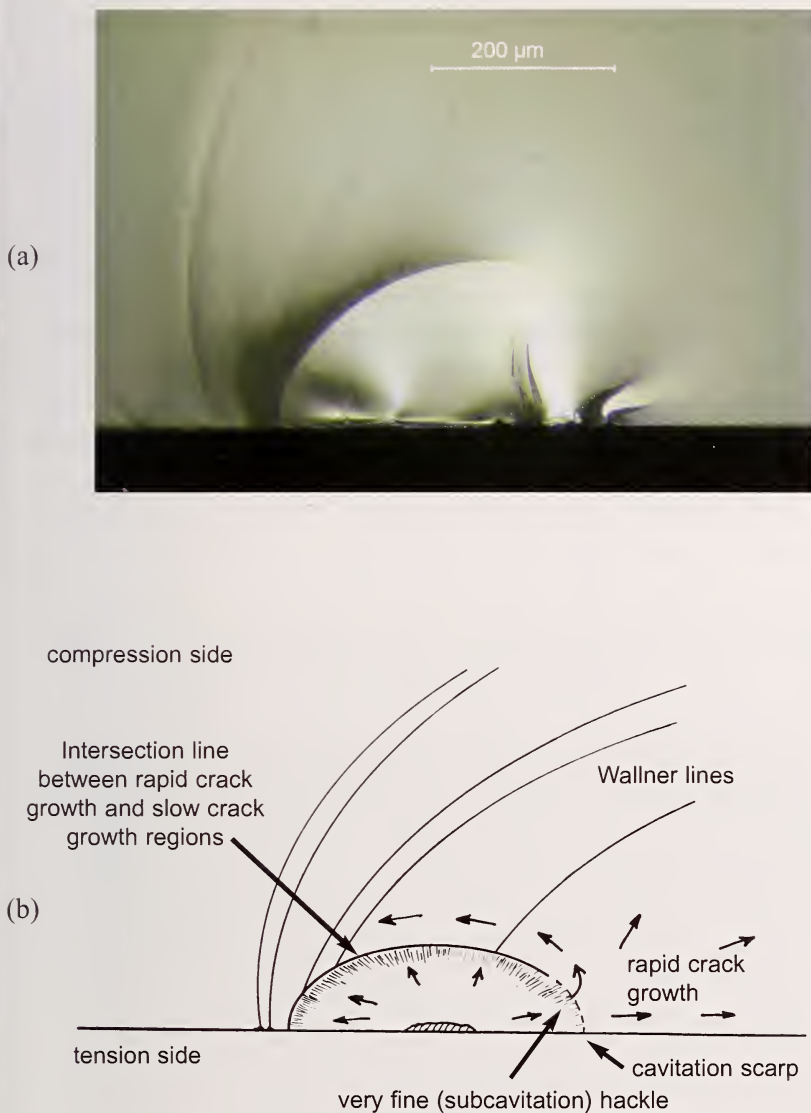 200 µm
(a)
compression side
Intersection line
between rapid crack
growth and slow crack
growth regions
Wallner lines
(b)
rapid crack
growth
tension side
cavitation scarp
very fine (subcavitation) hackle